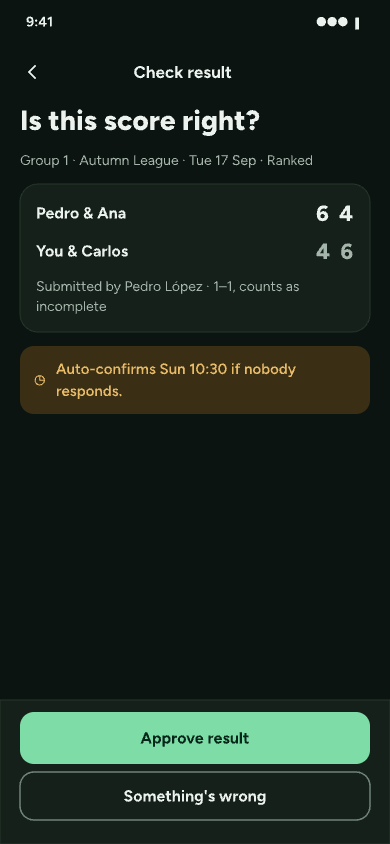 9:41
Check result
Is this score right?
Group 1 · Autumn League · Tue 17 Sep · Ranked
Pedro & Ana 6 4
You & Carlos 4 6
Submitted by Pedro López · 1–1, counts as
incomplete
Auto-confirms Sun 10:30 if nobody
responds.
Approve result
Something's wrong